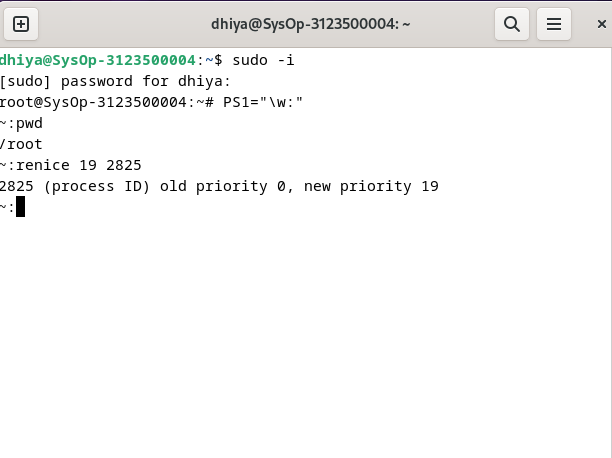 dhiya@SysOp-3123500004: ~
dhiya@SysOp-3123500004:~$ sudo -i
[sudo] password for dhiya:
root@SysOp-3123500004:~# PS1="\w:"
~:pwd
/root
~:renice 19 2825
2825 (process ID) old priority 0, new priority 19
~: